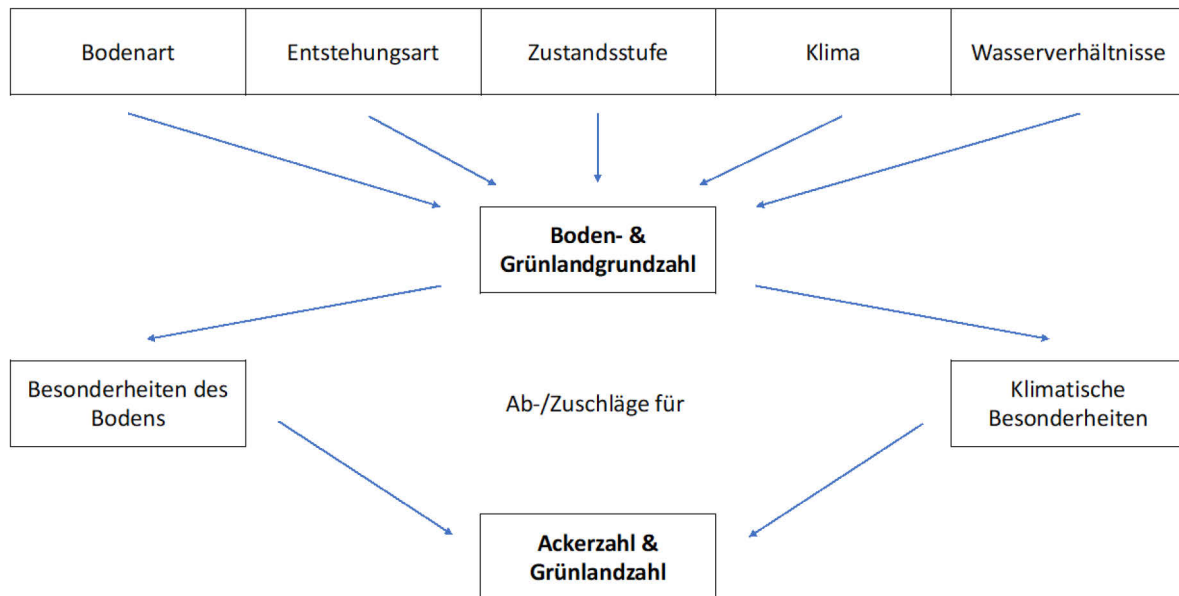 Bodenart
Entstehungsart
Zustandsstufe
Klima
Wasserverhältnisse
Boden- &
Grünlandgrundzahl
Besonderheiten des
Bodens
Ab-/Zuschläge für
Klimatische
Besonderheiten
Ackerzahl &
Grünlandzahl